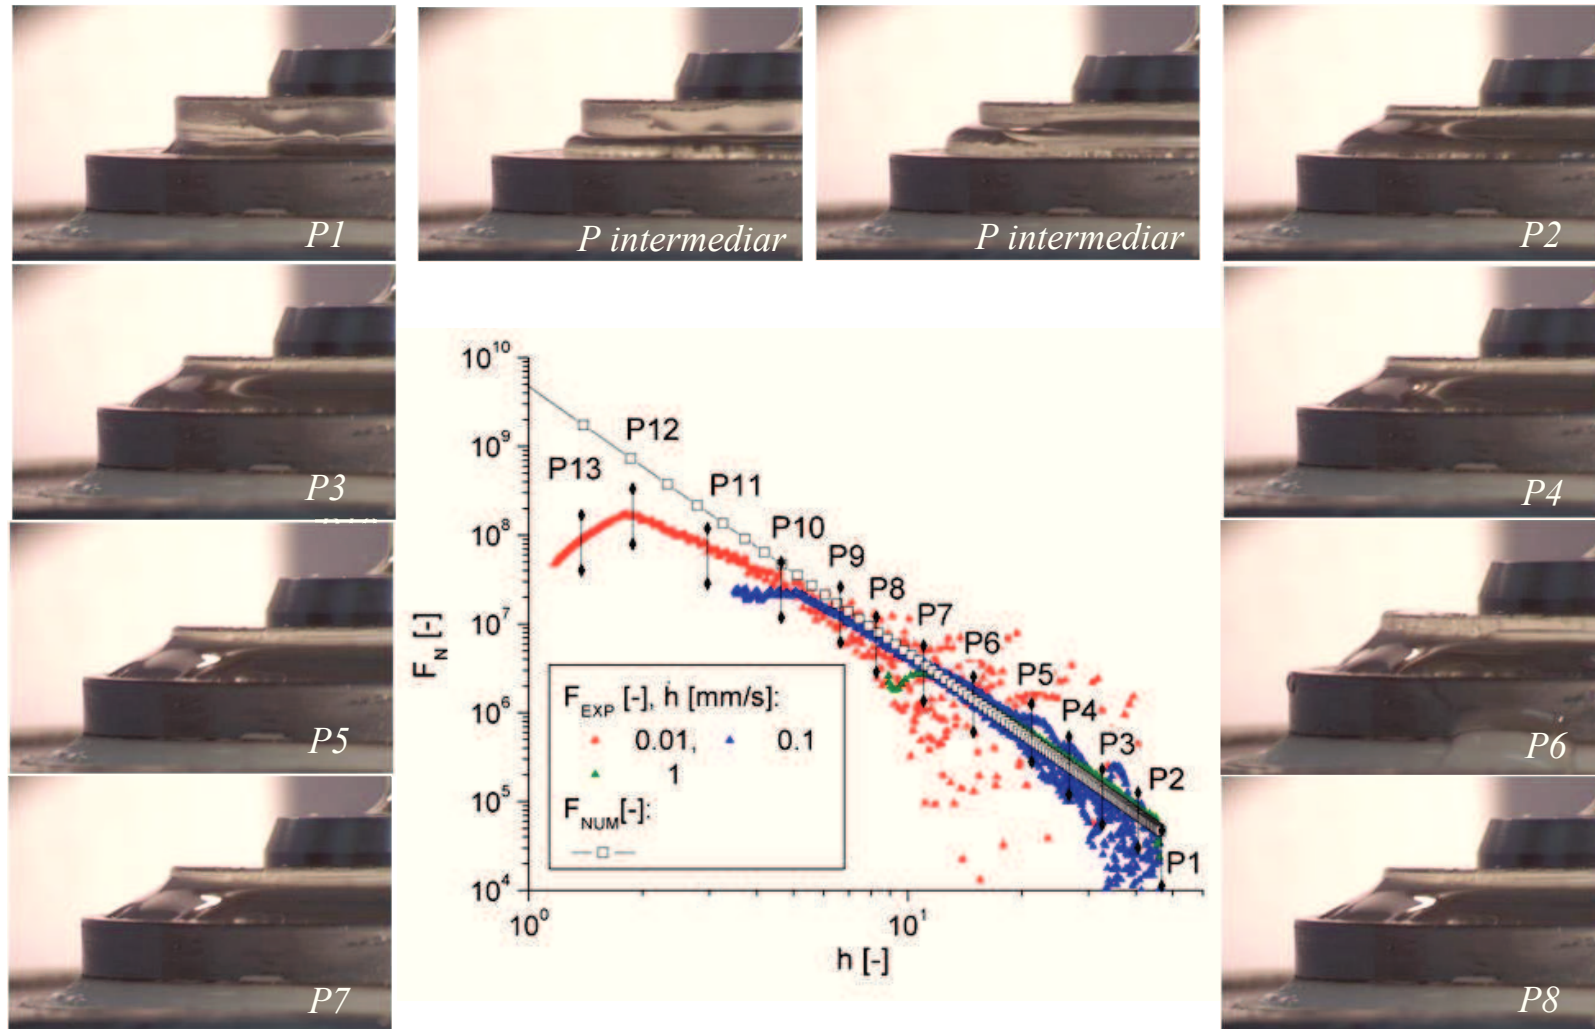 P1
P intermediar
P intermediar
P2
P3
P4
P5
P6
P7
P8
F_N [-]
10^10
10^9
10^8
10^7
10^6
10^5
10^4
10^0
10^1
h [-]
P13
P12
P11
P10
P9
P8
P7
P6
P5
P4
P3
P2
P1
F_EXP [-], ḣ [mm/s]:
0.01, 0.1
1
F_NUM[-]: